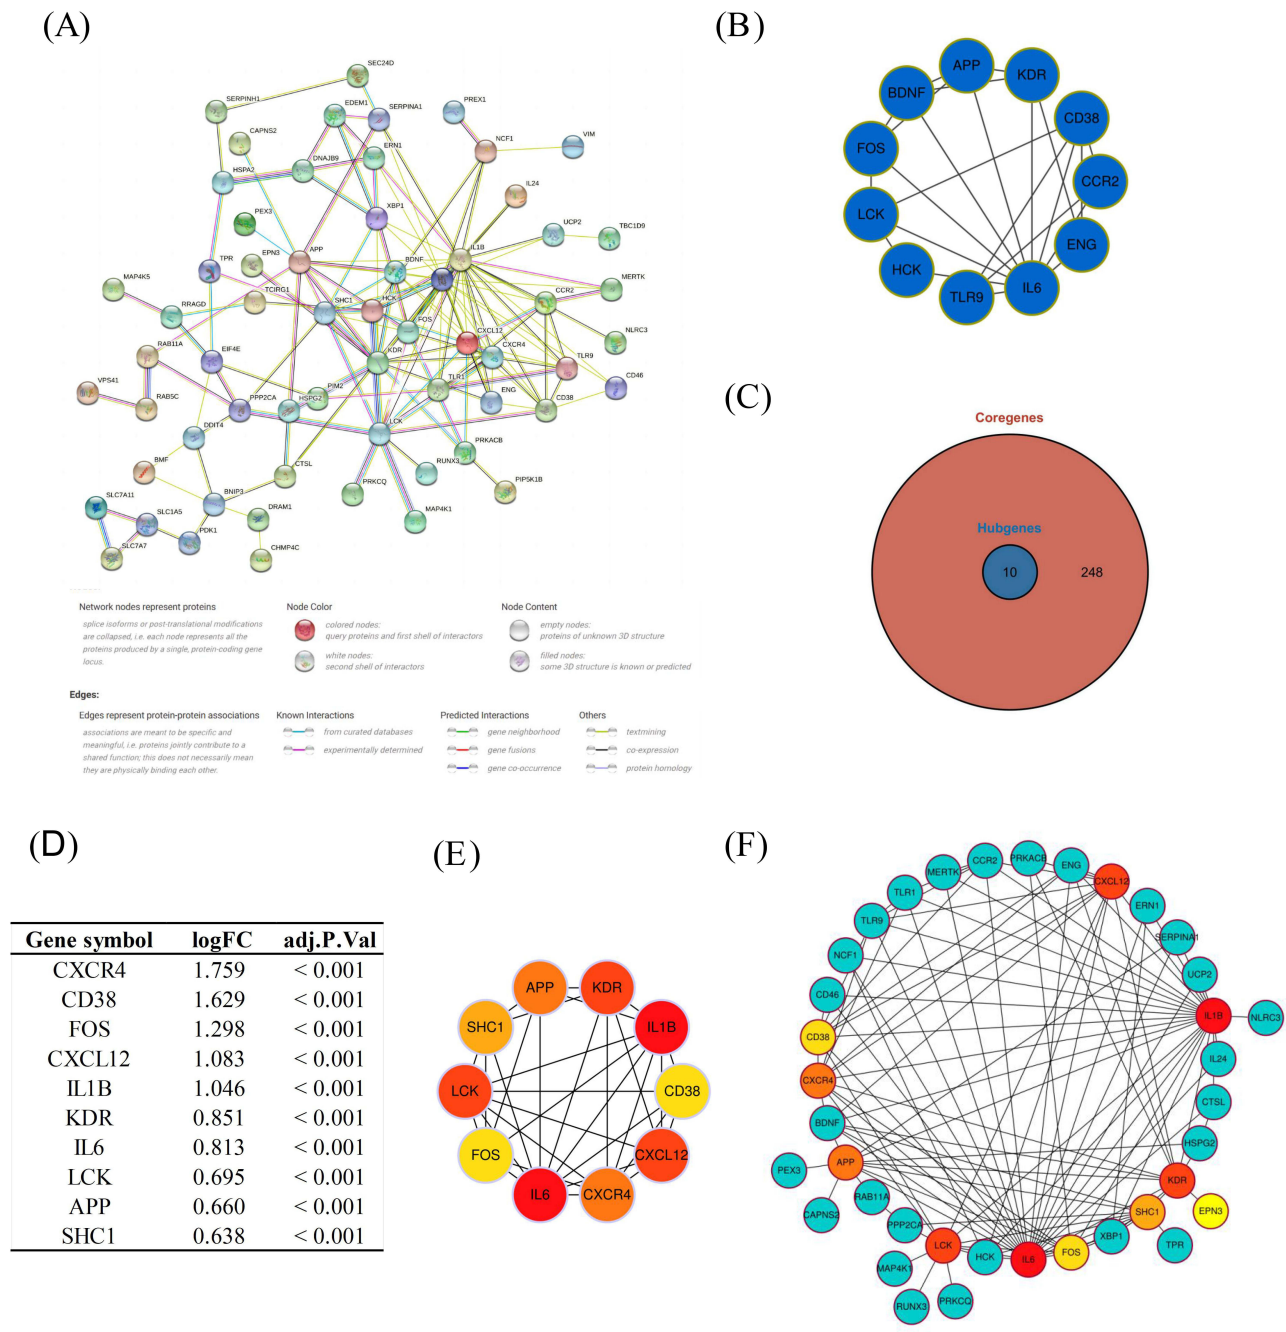 (A)
SEC24D
SERPINH1
EDEM1
SERPINA1
PREX1
CAPNS2
NCF1
VIM
DNAJB9
ERN1
HSPA2
IL24
PEX3
XBP1
UCP2
TBC1D9
APP
IL1B
EPN3
BDNF
TPR
MAP4K5
TCIRG1
SHC1
HCK
CCR2
MERTK
RRAGD
FOS
CXCL12
NLRC3
RAB11A
EIF4E
KDR
CXCR4
TLR9
VPS41
RAB5C
PPP2CA
HSPG2
PIM2
TLR1
ENG
CD38
CD46
DDIT4
LCK
PRKACB
BMF
CTSL
RUNX3
PRKCQ
PIP5K1B
SLC7A11
SLC1A5
BNIP3
DRAM1
MAP4K1
SLC7A7
PDK1
CHMP4C
Network nodes represent proteins
splice isoforms or post-translational modifications
are collapsed, i.e. each node represents all the
proteins produced by a single, protein-coding gene
locus.
Node Color
colored nodes:
query proteins and first shell of interactors
white nodes:
second shell of interactors
Node Content
empty nodes:
proteins of unknown 3D structure
filled nodes:
some 3D structure is known or predicted
Edges:
Edges represent protein-protein associations
associations are meant to be specific and
meaningful, i.e. proteins jointly contribute to a
shared function; this does not necessarily mean
they are physically binding each other.
Known Interactions
from curated databases
experimentally determined
Predicted Interactions
gene neighborhood
gene fusions
gene co-occurrence
Others
textmining
co-expression
protein homology
(B)
APP
KDR
BDNF
CD38
FOS
CCR2
LCK
ENG
HCK
TLR9
IL6
(C)
Coregenes
Hubgenes
10
248
(D)
Gene symbol logFC adj.P.Val
CXCR4 1.759 < 0.001
CD38 1.629 < 0.001
FOS 1.298 < 0.001
CXCL12 1.083 < 0.001
IL1B 1.046 < 0.001
KDR 0.851 < 0.001
IL6 0.813 < 0.001
LCK 0.695 < 0.001
APP 0.660 < 0.001
SHC1 0.638 < 0.001
(E)
APP
KDR
SHC1
IL1B
LCK
CD38
FOS
CXCL12
IL6
CXCR4
(F)
CCR2
PRKACB
ENG
MERTK
CXCL12
TLR1
ERN1
TLR9
SERPINA1
NCF1
UCP2
CD46
IL1B
NLRC3
CD38
IL24
CXCR4
CTSL
BDNF
HSPG2
APP
PEX3
KDR
RAB11A
EPN3
CAPNS2
SHC1
PPP2CA
XBP1
TPR
LCK
HCK
IL6
FOS
MAP4K1
RUNX3
PRKCQ